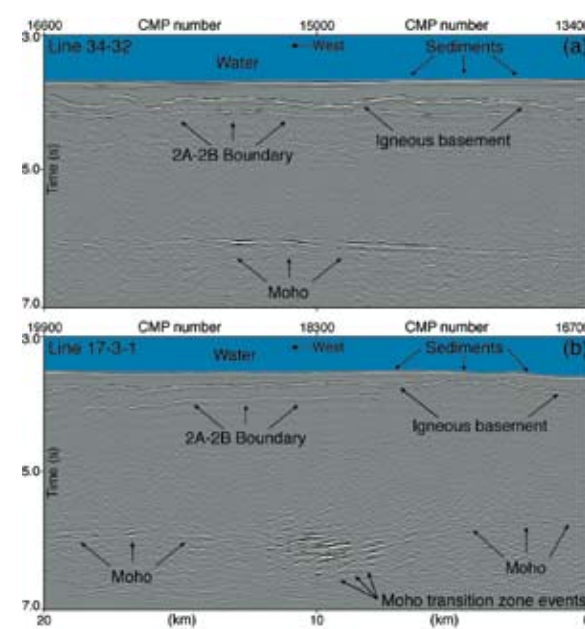 16600 CMP number 15000 CMP number 13400
3.0
Line 34-32 West Sediments (a)
Water
2A-2B Boundary Igneous basement
5.0
Time (s)
Moho
7.0
19900 CMP number 18300 CMP number 16700
3.0
Line 17-3-1 West Sediments (b)
Water
2A-2B Boundary Igneous basement
5.0
Time (s)
Moho Moho
Moho transition zone events
7.0
20 (km) 10 (km)